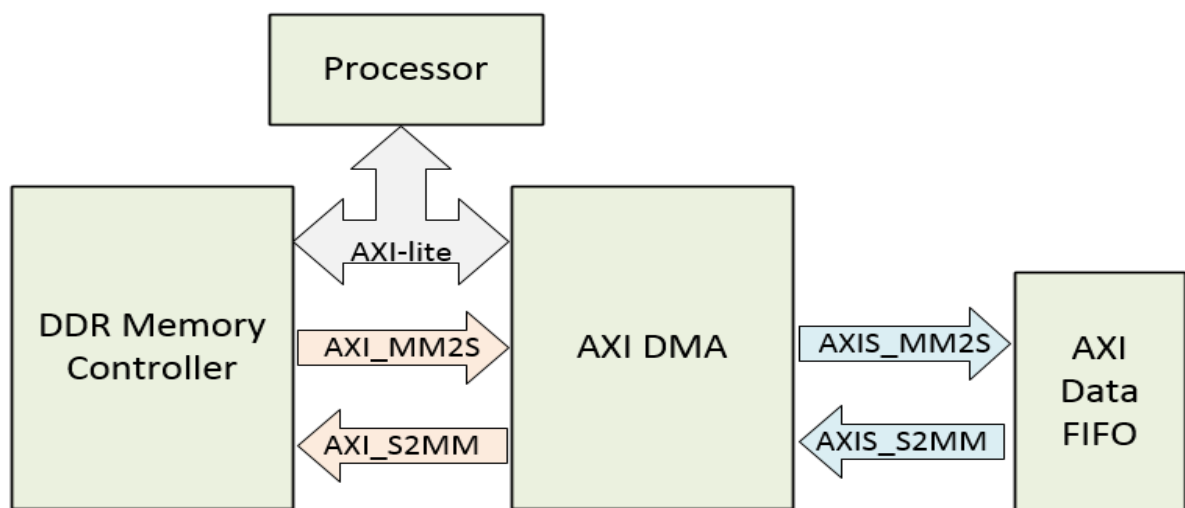 Processor
AXI-lite
DDR Memory
Controller
AXI_MM2S
AXI_S2MM
AXI DMA
AXIS_MM2S
AXIS_S2MM
AXI
Data
FIFO